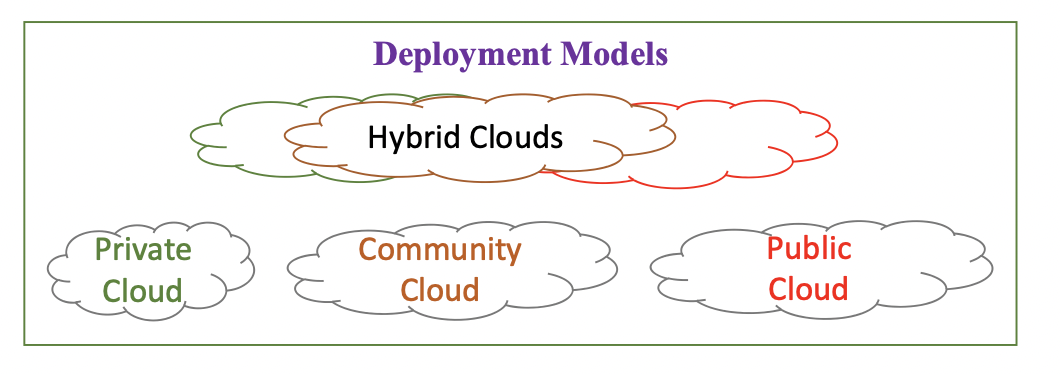 Deployment Models
Hybrid Clouds
Private
Cloud
Community
Cloud
Public
Cloud